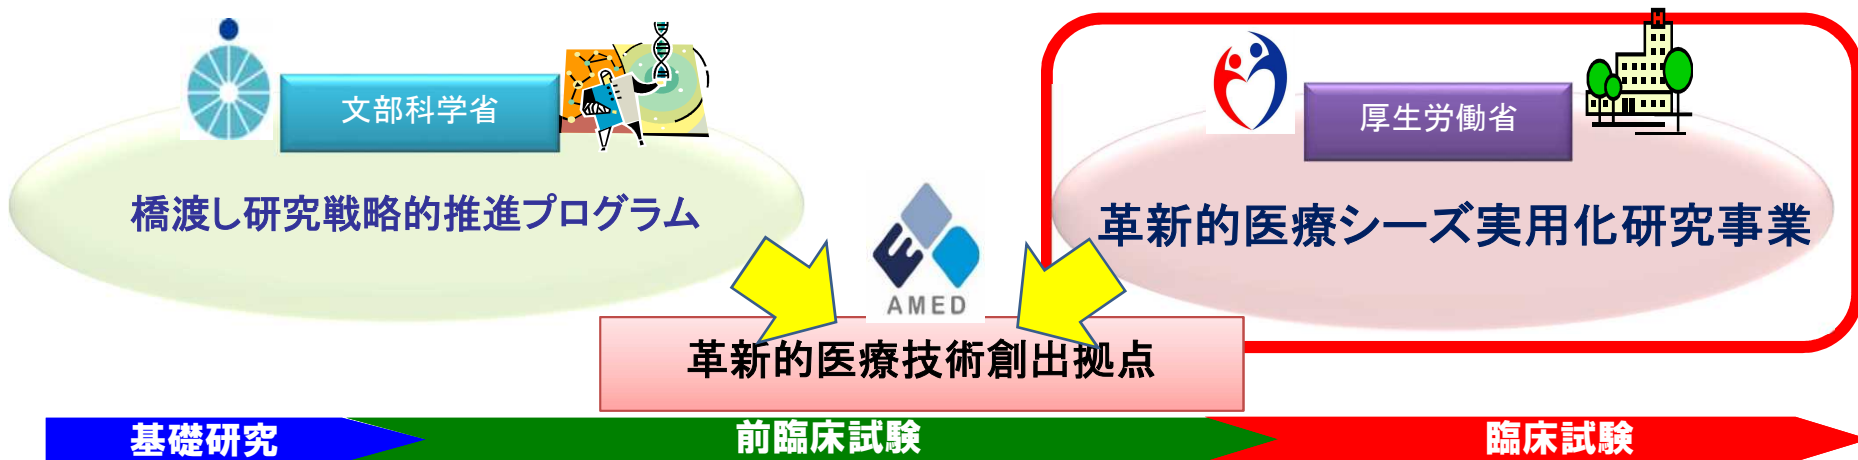 文部科学省
厚生労働省
橋渡し研究戦略的推進プログラム
革新的医療シーズ実用化研究事業
AMED
革新的医療技術創出拠点
基礎研究
前臨床試験
臨床試験